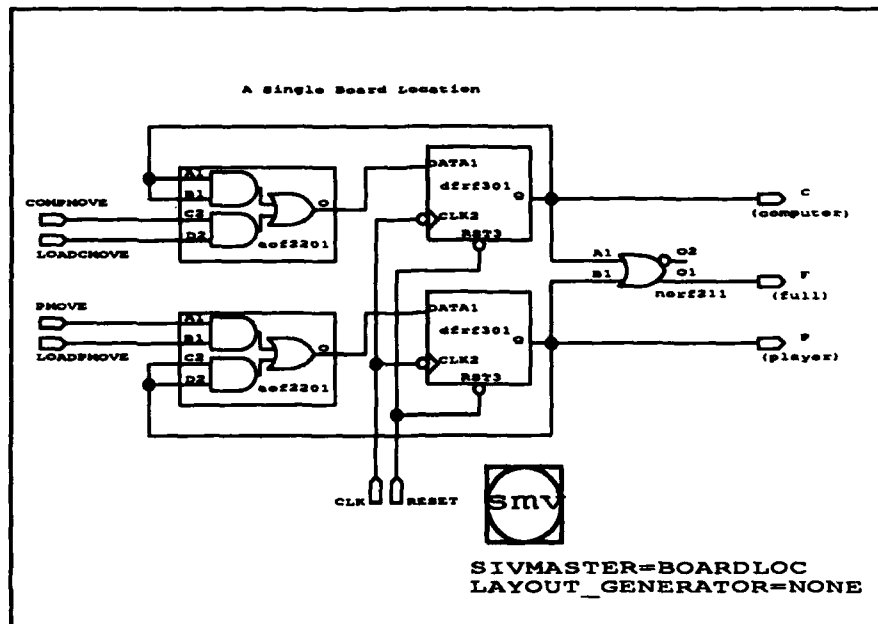 A Single Board Location
A1
B1
C2
D2
O
aof2201
COMPMOVE
LOADCMOVE
DATA1
dfrf301
Q
CLK2
RST3
C
(computer)
A1
B1
O2
O1
norf211
F
(full)
PMOVE
LOADPMOVE
A1
B1
C2
D2
O
aof2201
DATA1
dfrf301
Q
CLK2
RST3
P
(player)
CLK
RESET
smv
SIVMASTER=BOARDLOC
LAYOUT_GENERATOR=NONE